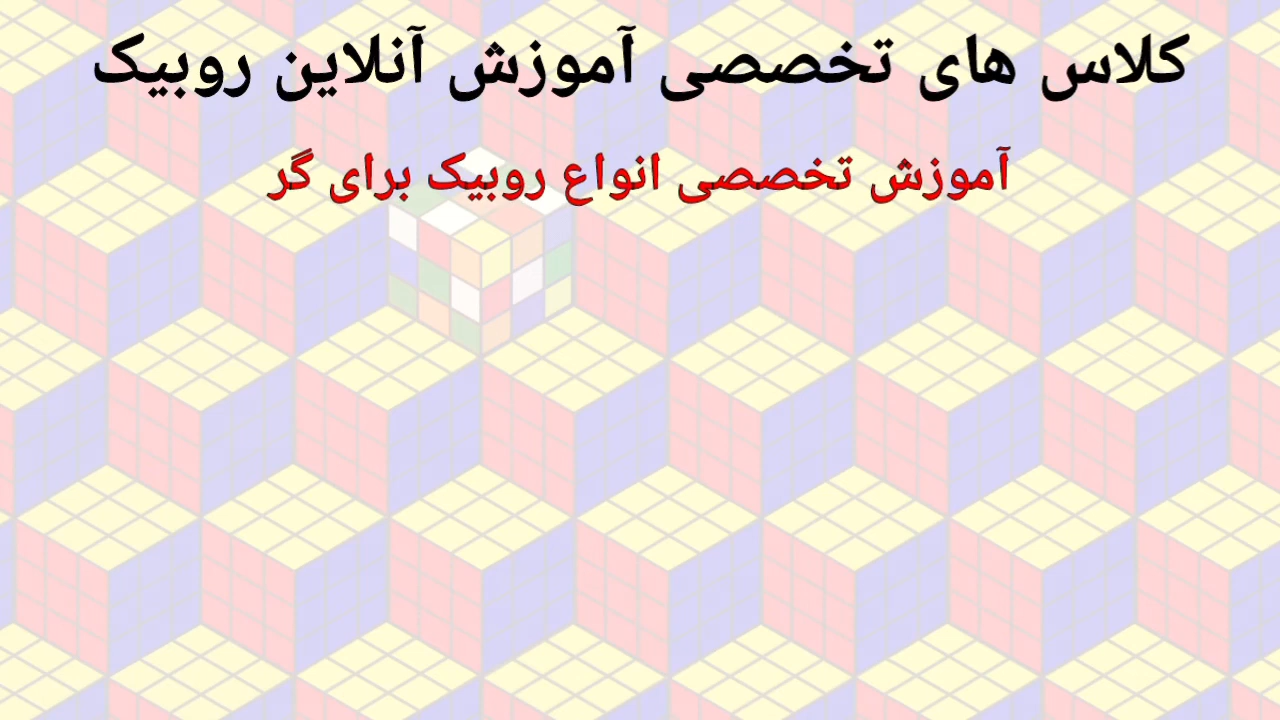 کلاس های تخصصی آموزش آنلاین روبیک
آموزش تخصصی انواع روبیک برای گر